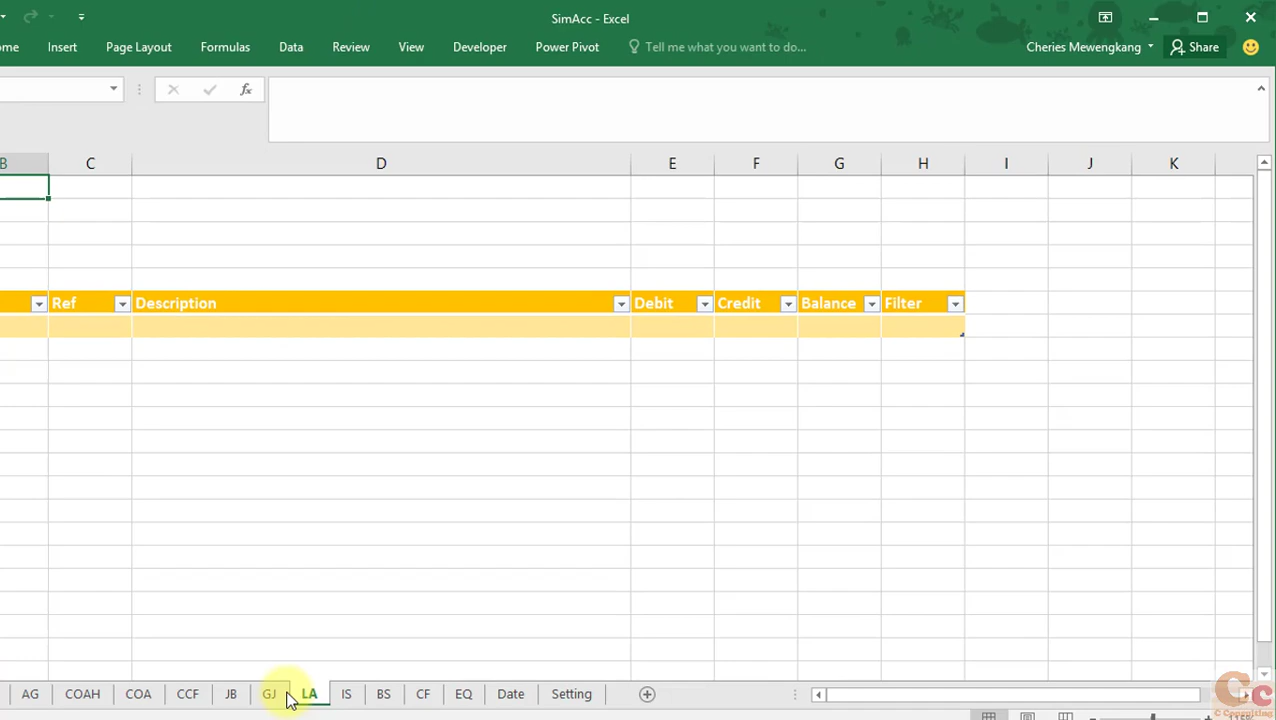 SimAcc - Excel
ome Insert Page Layout Formulas Data Review View Developer Power Pivot Tell me what you want to do... Cheries Mewengkang Share
fx
B C D E F G H I J K
Ref Description Debit Credit Balance Filter
AG COAH COA CCF JB GJ LA IS BS CF EQ Date Setting
© Consulting